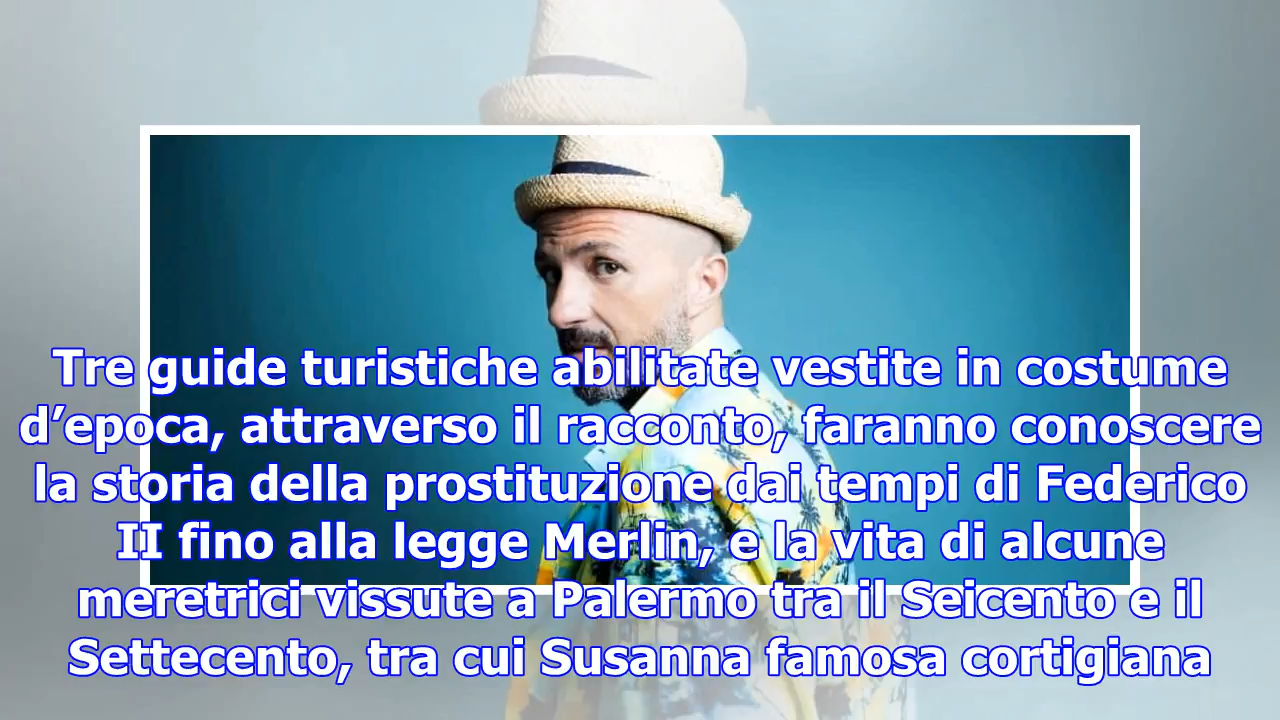 Tre guide turistiche abilitate vestite in costume
d’epoca, attraverso il racconto, faranno conoscere
la storia della prostituzione dai tempi di Federico
II fino alla legge Merlin, e la vita di alcune
meretrici vissute a Palermo tra il Seicento e il
Settecento, tra cui Susanna famosa cortigiana